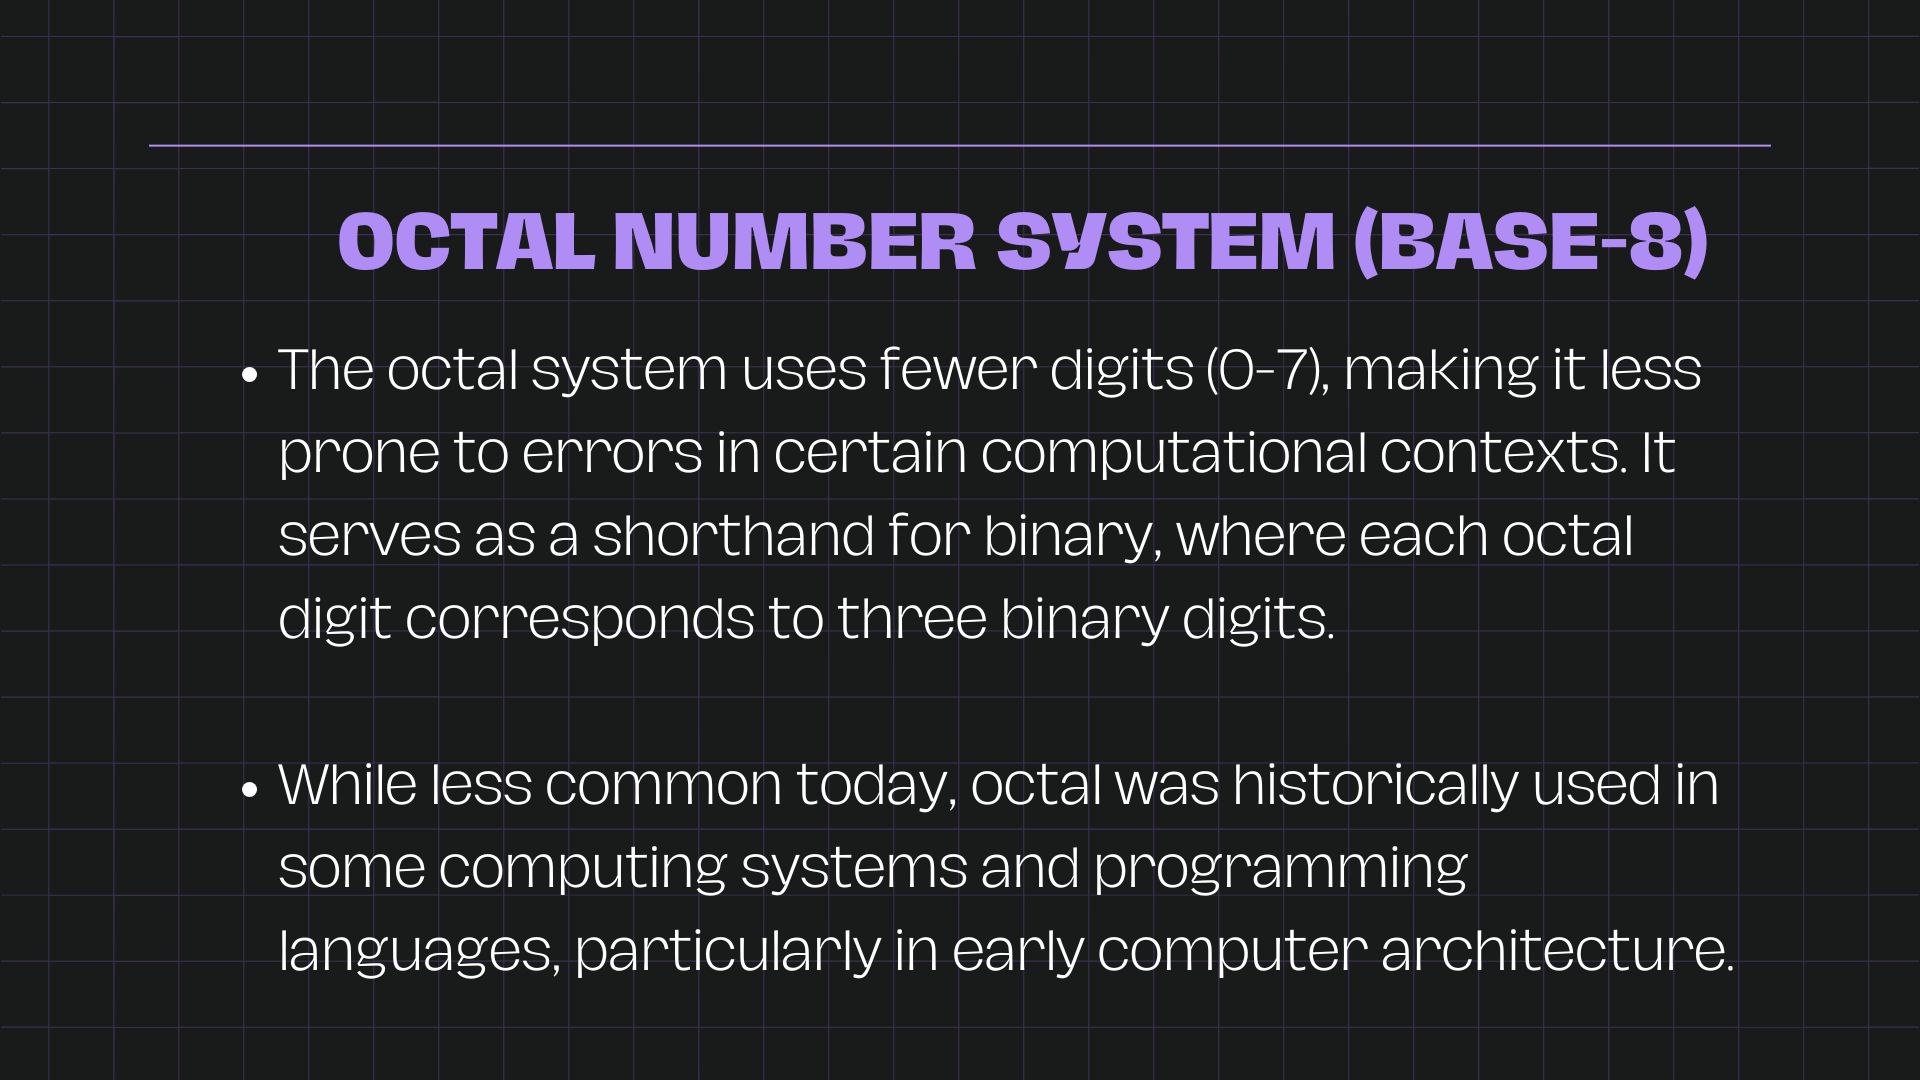 OCTAL NUMBER SYSTEM (BASE-8)
• The octal system uses fewer digits (0-7), making it less
prone to errors in certain computational contexts. It
serves as a shorthand for binary, where each octal
digit corresponds to three binary digits.
• While less common today, octal was historically used in
some computing systems and programming
languages, particularly in early computer architecture.